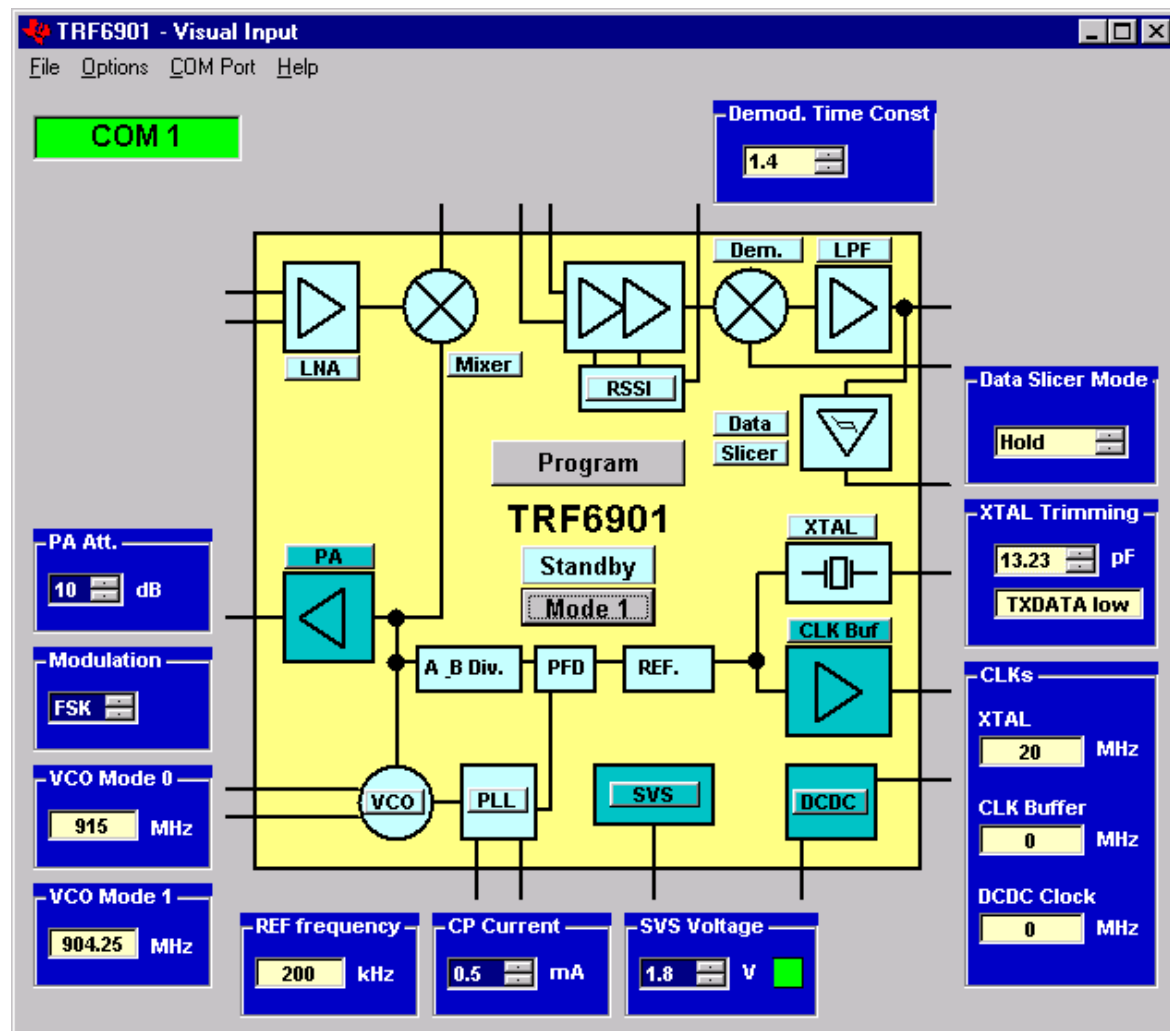 TRF6901 - Visual Input
File Options COM Port Help
COM 1
Demod. Time Const
1.4
Dem.
LPF
LNA
Mixer
RSSI
Data
Slicer
Data Slicer Mode
Hold
Program
TRF6901
Standby
Mode 1
XTAL
XTAL Trimming
13.23 pF
TXDATA low
PA Att.
10 dB
PA
CLK Buf
Modulation
FSK
A_B Div.
PFD
REF.
CLKs
XTAL
20 MHz
CLK Buffer
0 MHz
DCDC Clock
0 MHz
VCO Mode 0
915 MHz
VCO
PLL
SVS
DCDC
VCO Mode 1
904.25 MHz
REF frequency
200 kHz
CP Current
0.5 mA
SVS Voltage
1.8 V